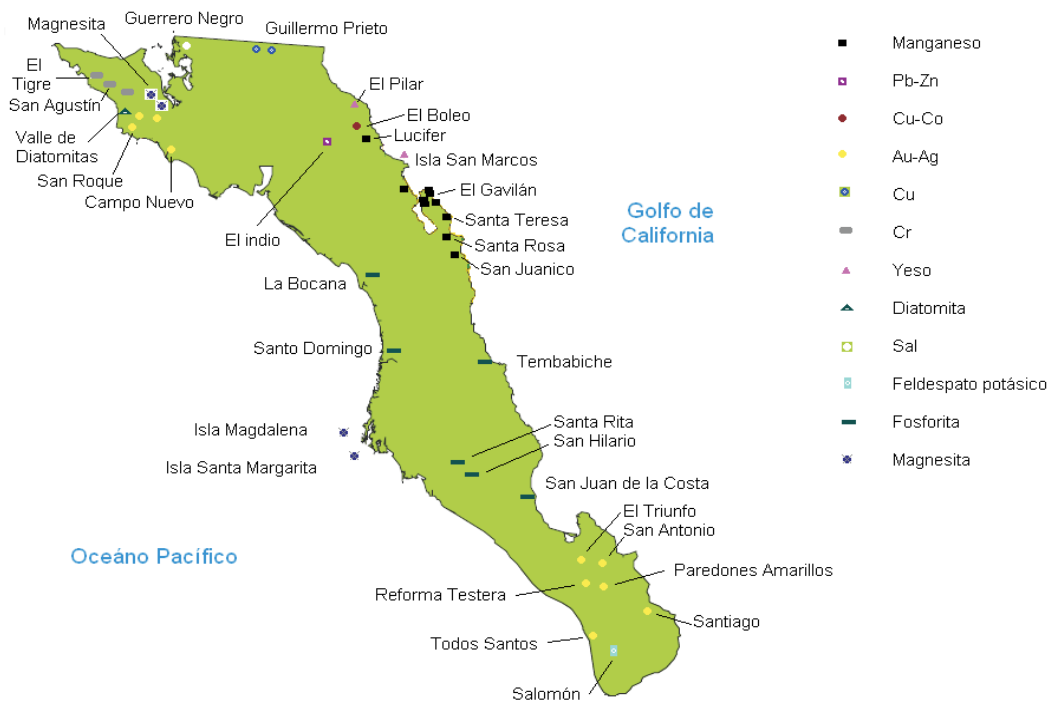 Guerrero Negro
Magnesita
Guillermo Prieto
El
Tigre
San Agustín
Valle de
Diatomitas
San Roque
Campo Nuevo
El Pilar
El Boleo
Lucifer
Isla San Marcos
El Gavilán
Santa Teresa
Santa Rosa
San Juanico
El indio
La Bocana
Santo Domingo
Tembabiche
Isla Magdalena
Isla Santa Margarita
Santa Rita
San Hilario
San Juan de la Costa
El Triunfo
San Antonio
Paredones Amarillos
Reforma Testera
Santiago
Todos Santos
Salomón
Golfo de
California
Oceáno Pacífico
Manganeso
Pb-Zn
Cu-Co
Au-Ag
Cu
Cr
Yeso
Diatomita
Sal
Feldespato potásico
Fosforita
Magnesita